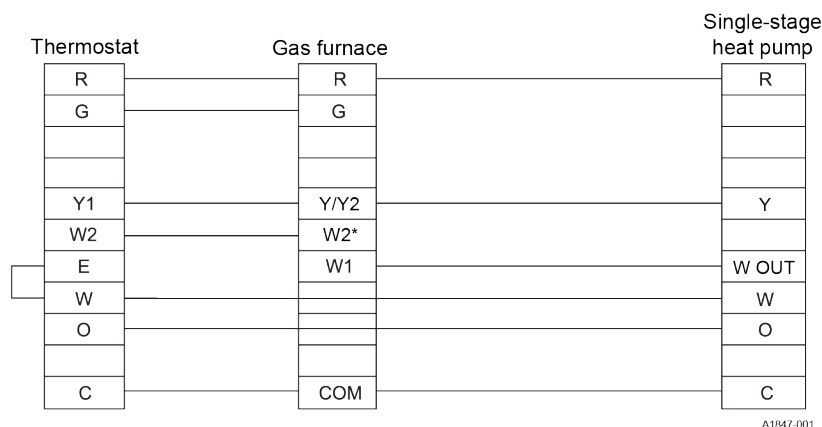 Single-stage
Thermostat Gas furnace heat pump
R R R
G G
Y1 Y/Y2 Y
W2 W2*
E W1 W OUT
W W
O O
C COM C
A1847-001